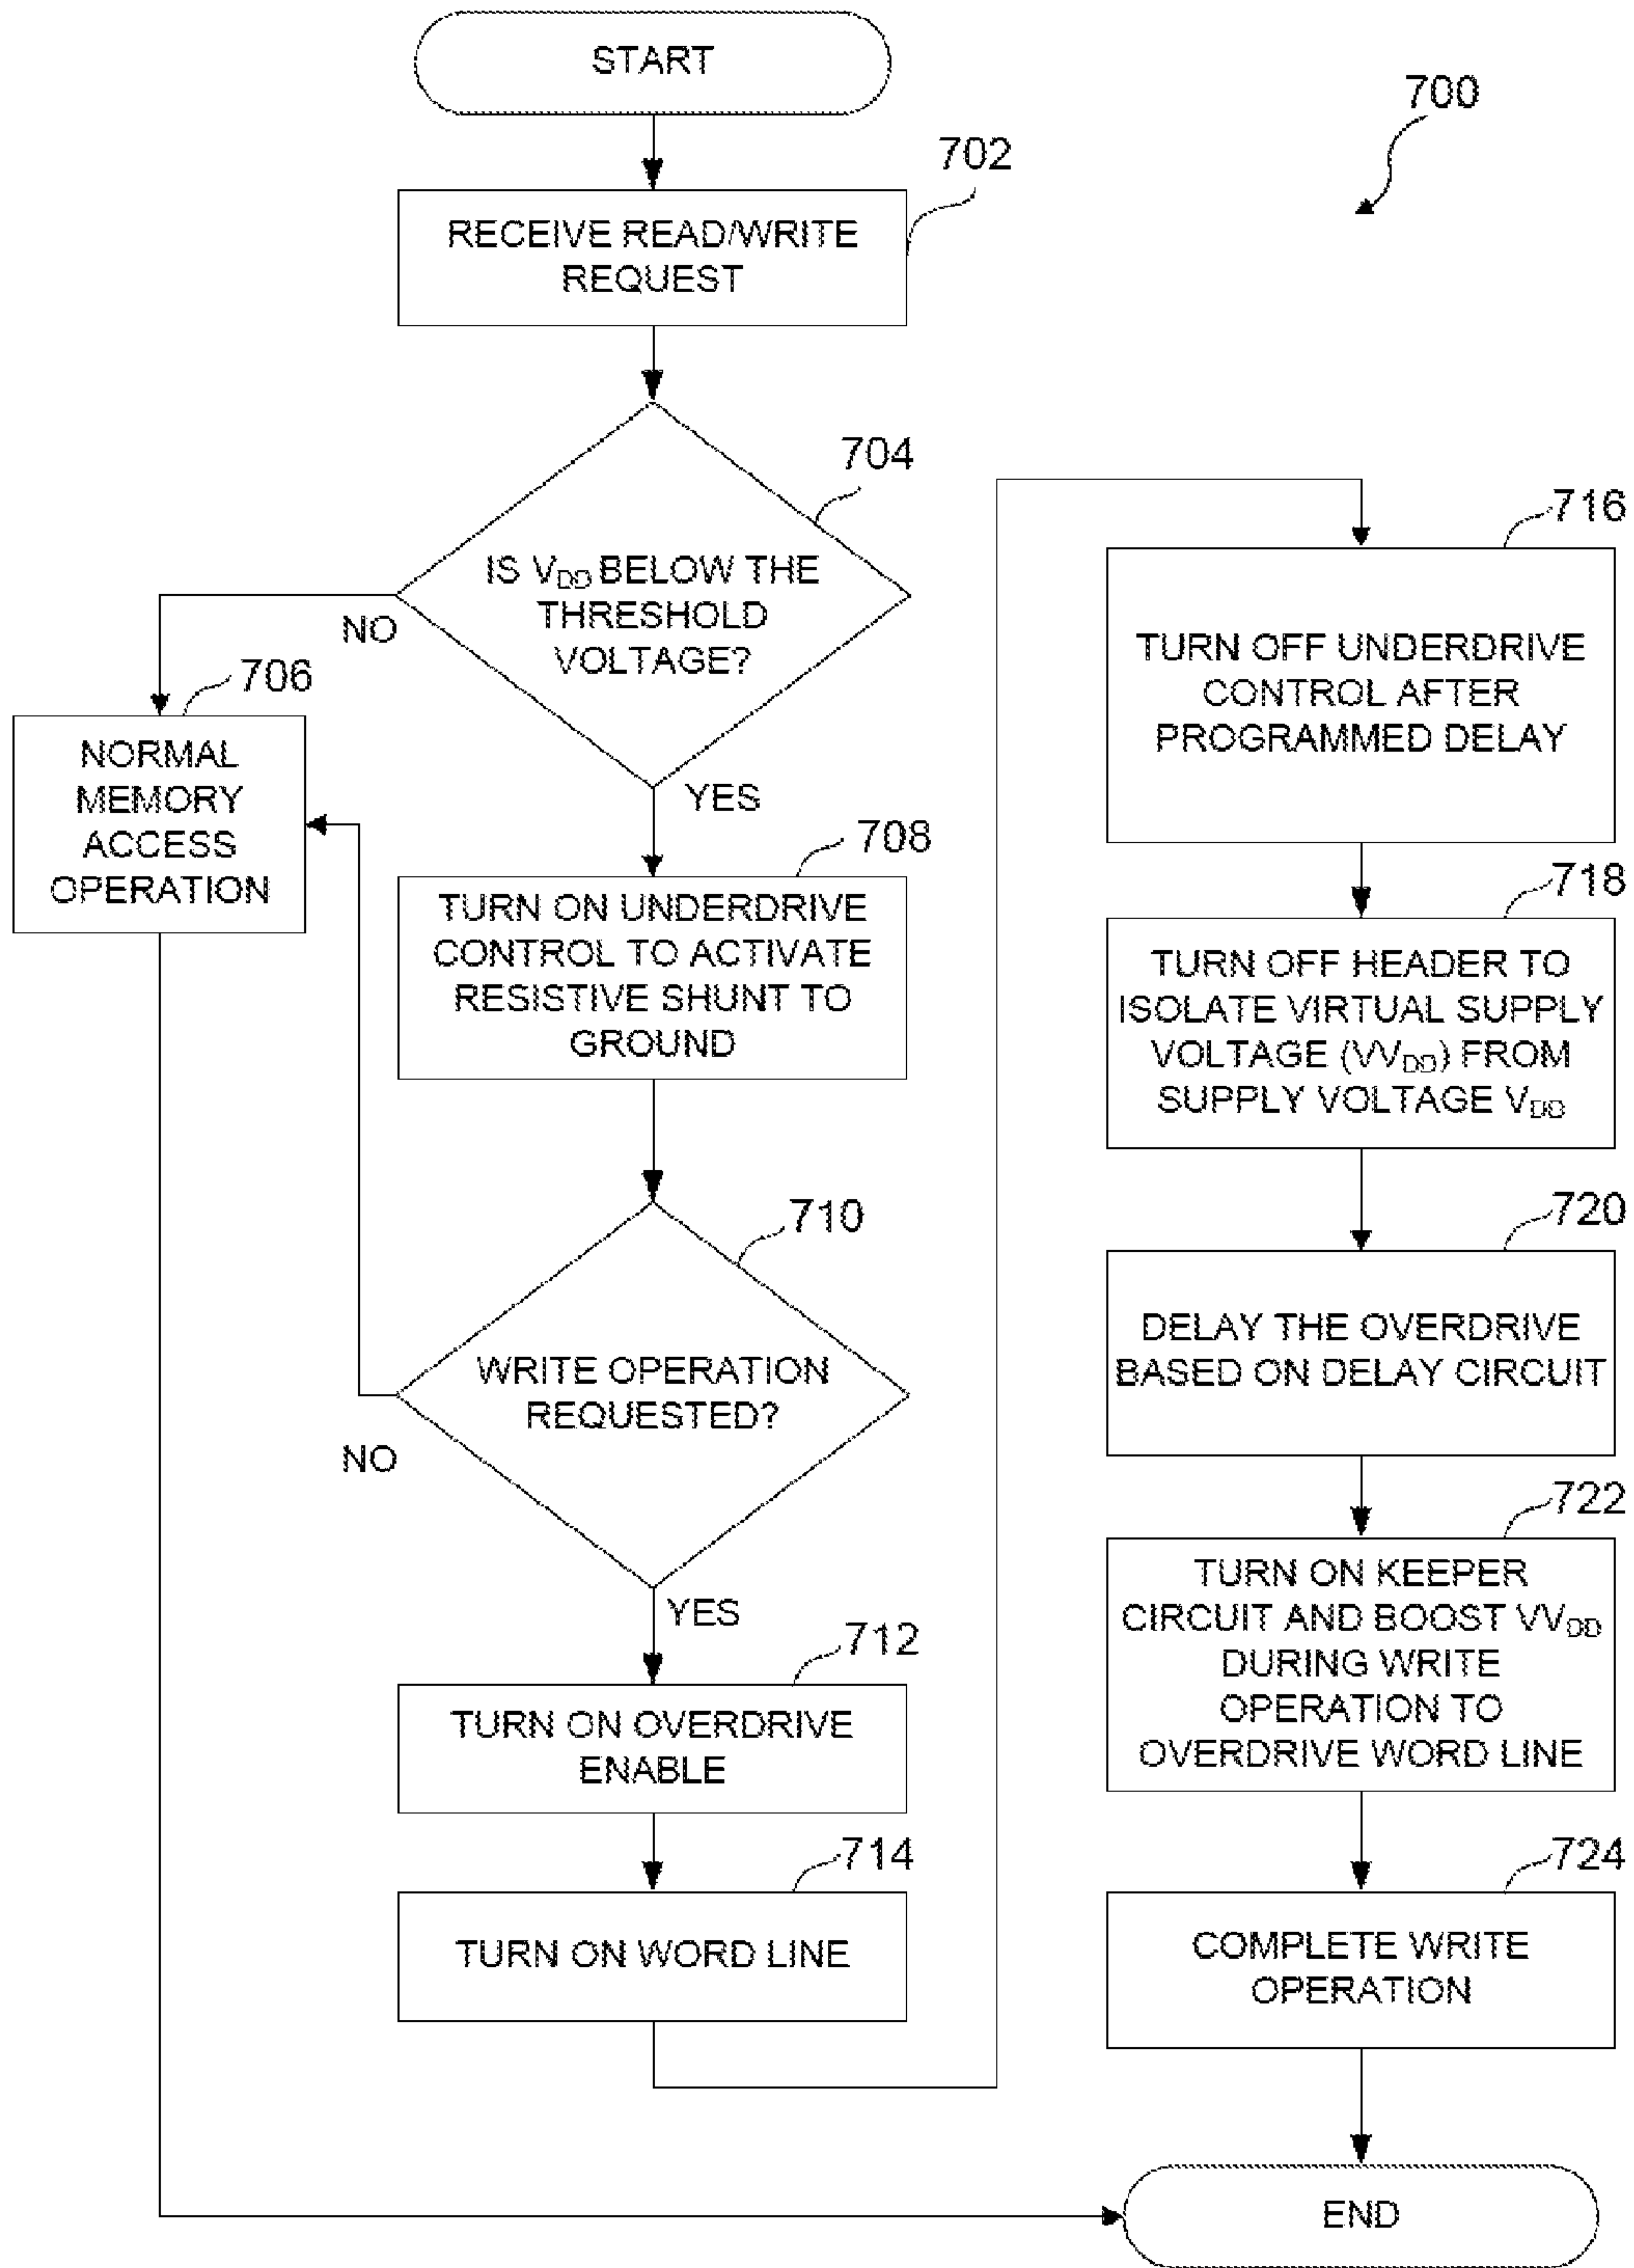 START
700
702
RECEIVE READ/WRITE
REQUEST
704
IS VDD BELOW THE
THRESHOLD
VOLTAGE?
NO
YES
706
NORMAL
MEMORY
ACCESS
OPERATION
708
TURN ON UNDERDRIVE
CONTROL TO ACTIVATE
RESISTIVE SHUNT TO
GROUND
710
WRITE OPERATION
REQUESTED?
NO
YES
712
TURN ON OVERDRIVE
ENABLE
714
TURN ON WORD LINE
716
TURN OFF UNDERDRIVE
CONTROL AFTER
PROGRAMMED DELAY
718
TURN OFF HEADER TO
ISOLATE VIRTUAL SUPPLY
VOLTAGE (VVDD) FROM
SUPPLY VOLTAGE VDD
720
DELAY THE OVERDRIVE
BASED ON DELAY CIRCUIT
722
TURN ON KEEPER
CIRCUIT AND BOOST VVDD
DURING WRITE
OPERATION TO
OVERDRIVE WORD LINE
724
COMPLETE WRITE
OPERATION
END